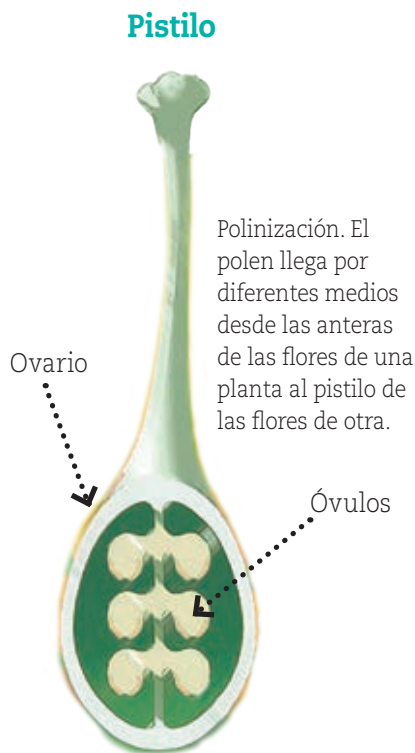 Pistilo
Polinización. El
polen llega por
diferentes medios
desde las anteras
de las flores de una
planta al pistilo de
las flores de otra.
Ovario
Óvulos